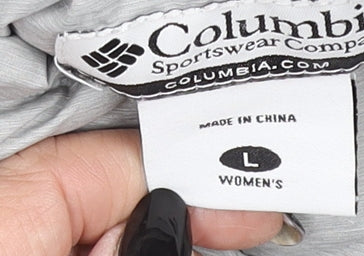 Columbi
Sportswear Compa
COLUMBIA.COM
MADE IN CHINA
L
WOMEN'S